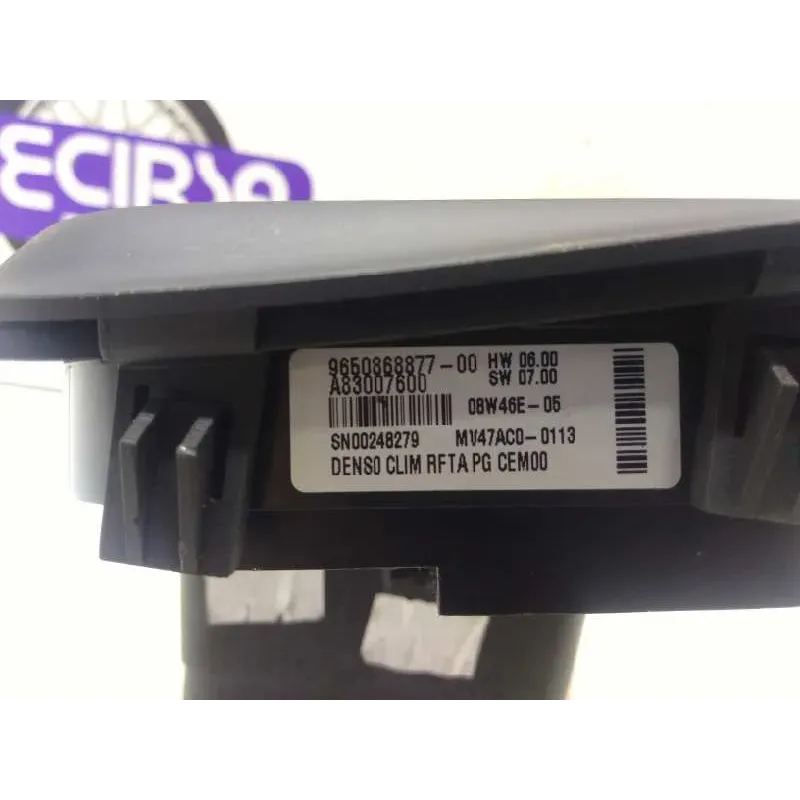 ECIRSA
9650868877-00 HW 06.00
A83007600 SW 07.00
08W46E-05
SN00248279 MV47AC0-0113
DENSO CLIM RFTA PG CEM00